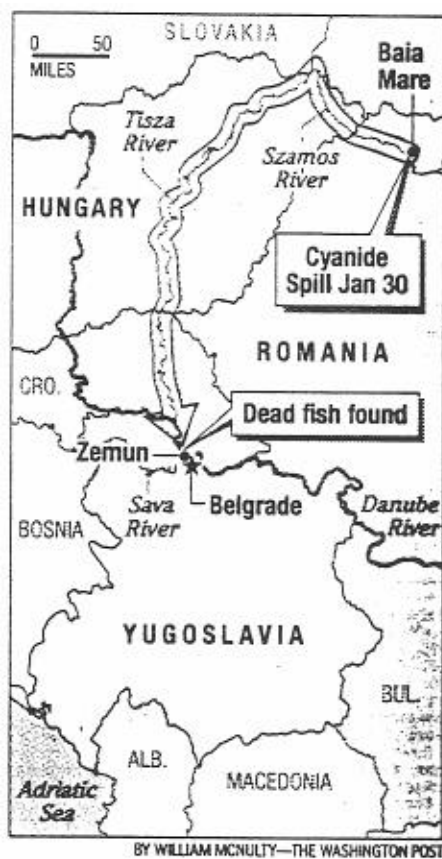 SLOVAKIA
0 50
MILES
Baia
Mare
Tisza
River
Szamos
River
HUNGARY
Cyanide
Spill Jan 30
ROMANIA
CRO.
Dead fish found
Zemun
Belgrade
Sava
River
Danube
River
BOSNIA
YUGOSLAVIA
BUL.
ALB.
Adriatic
Sea
MACEDONIA
BY WILLIAM MCNULTY—THE WASHINGTON POST